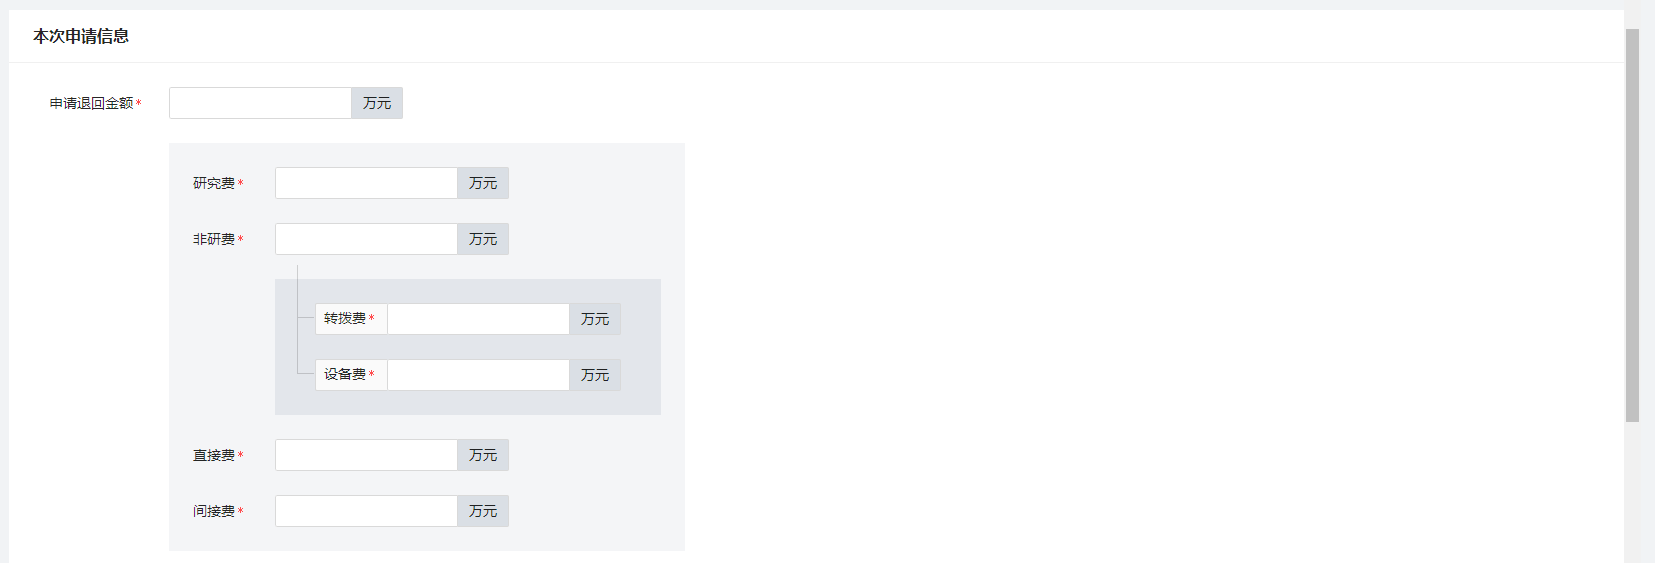 本次申请信息
申请退回金额* 万元
研究费* 万元
非研费* 万元
转拨费* 万元
设备费* 万元
直接费* 万元
间接费* 万元